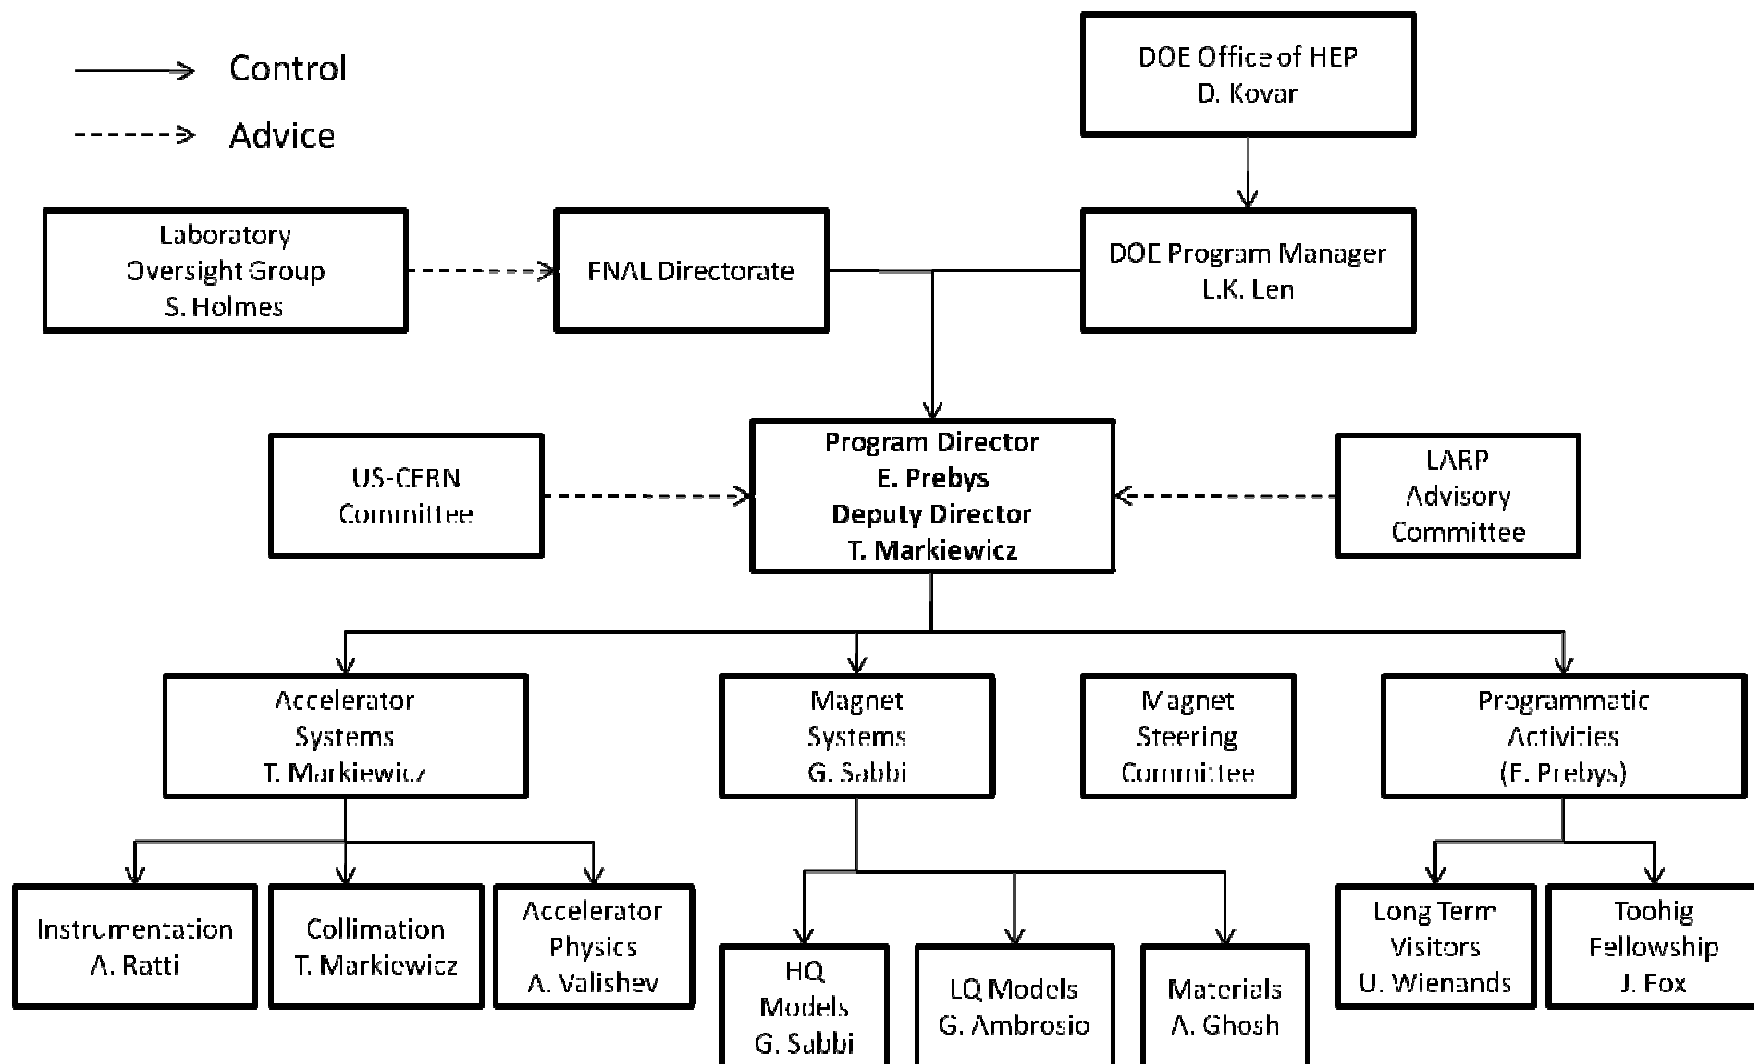 Control
Advice
DOE Office of HEP
D. Kovar
Laboratory
Oversight Group
S. Holmes
FNAL Directorate
DOE Program Manager
L.K. Len
US-CERN
Committee
Program Director
E. Prebys
Deputy Director
T. Markiewicz
LARP
Advisory
Committee
Accelerator
Systems
T. Markiewicz
Magnet
Systems
G. Sabbi
Magnet
Steering
Committee
Programmatic
Activities
(E. Prebys)
Instrumentation
A. Ratti
Collimation
T. Markiewicz
Accelerator
Physics
A. Valishev
HQ
Models
G. Sabbi
LQ Models
G. Ambrosio
Materials
A. Ghosh
Long Term
Visitors
U. Wienands
Toohig
Fellowship
J. Fox